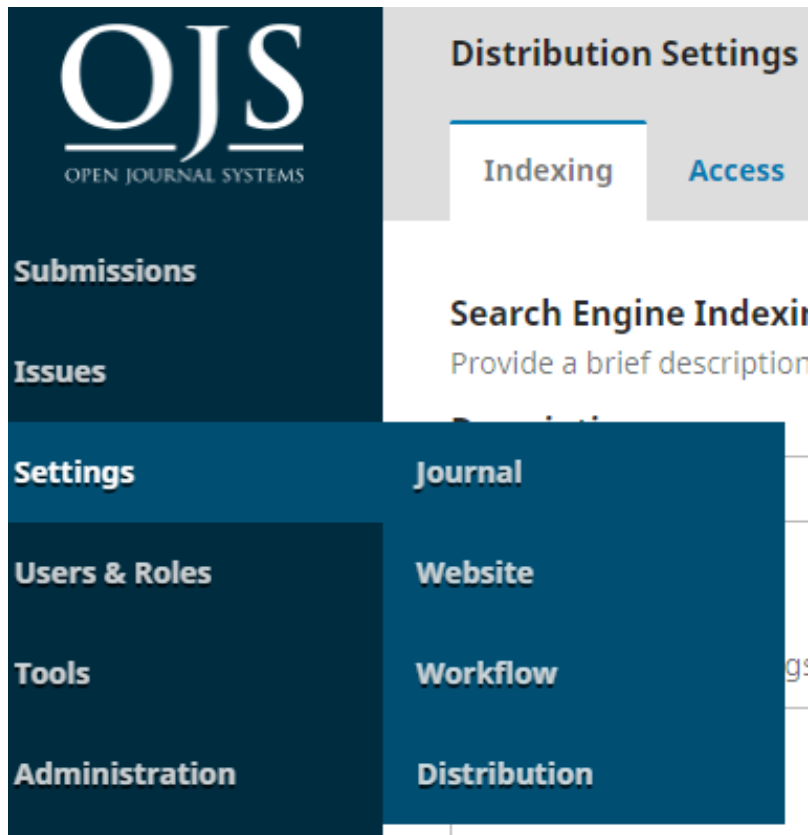 OJS
OPEN JOURNAL SYSTEMS
Submissions
Issues
Settings
Users & Roles
Tools
Administration
Journal
Website
Workflow
Distribution
Distribution Settings
Indexing
Access
Search Engine
Provide a brief description